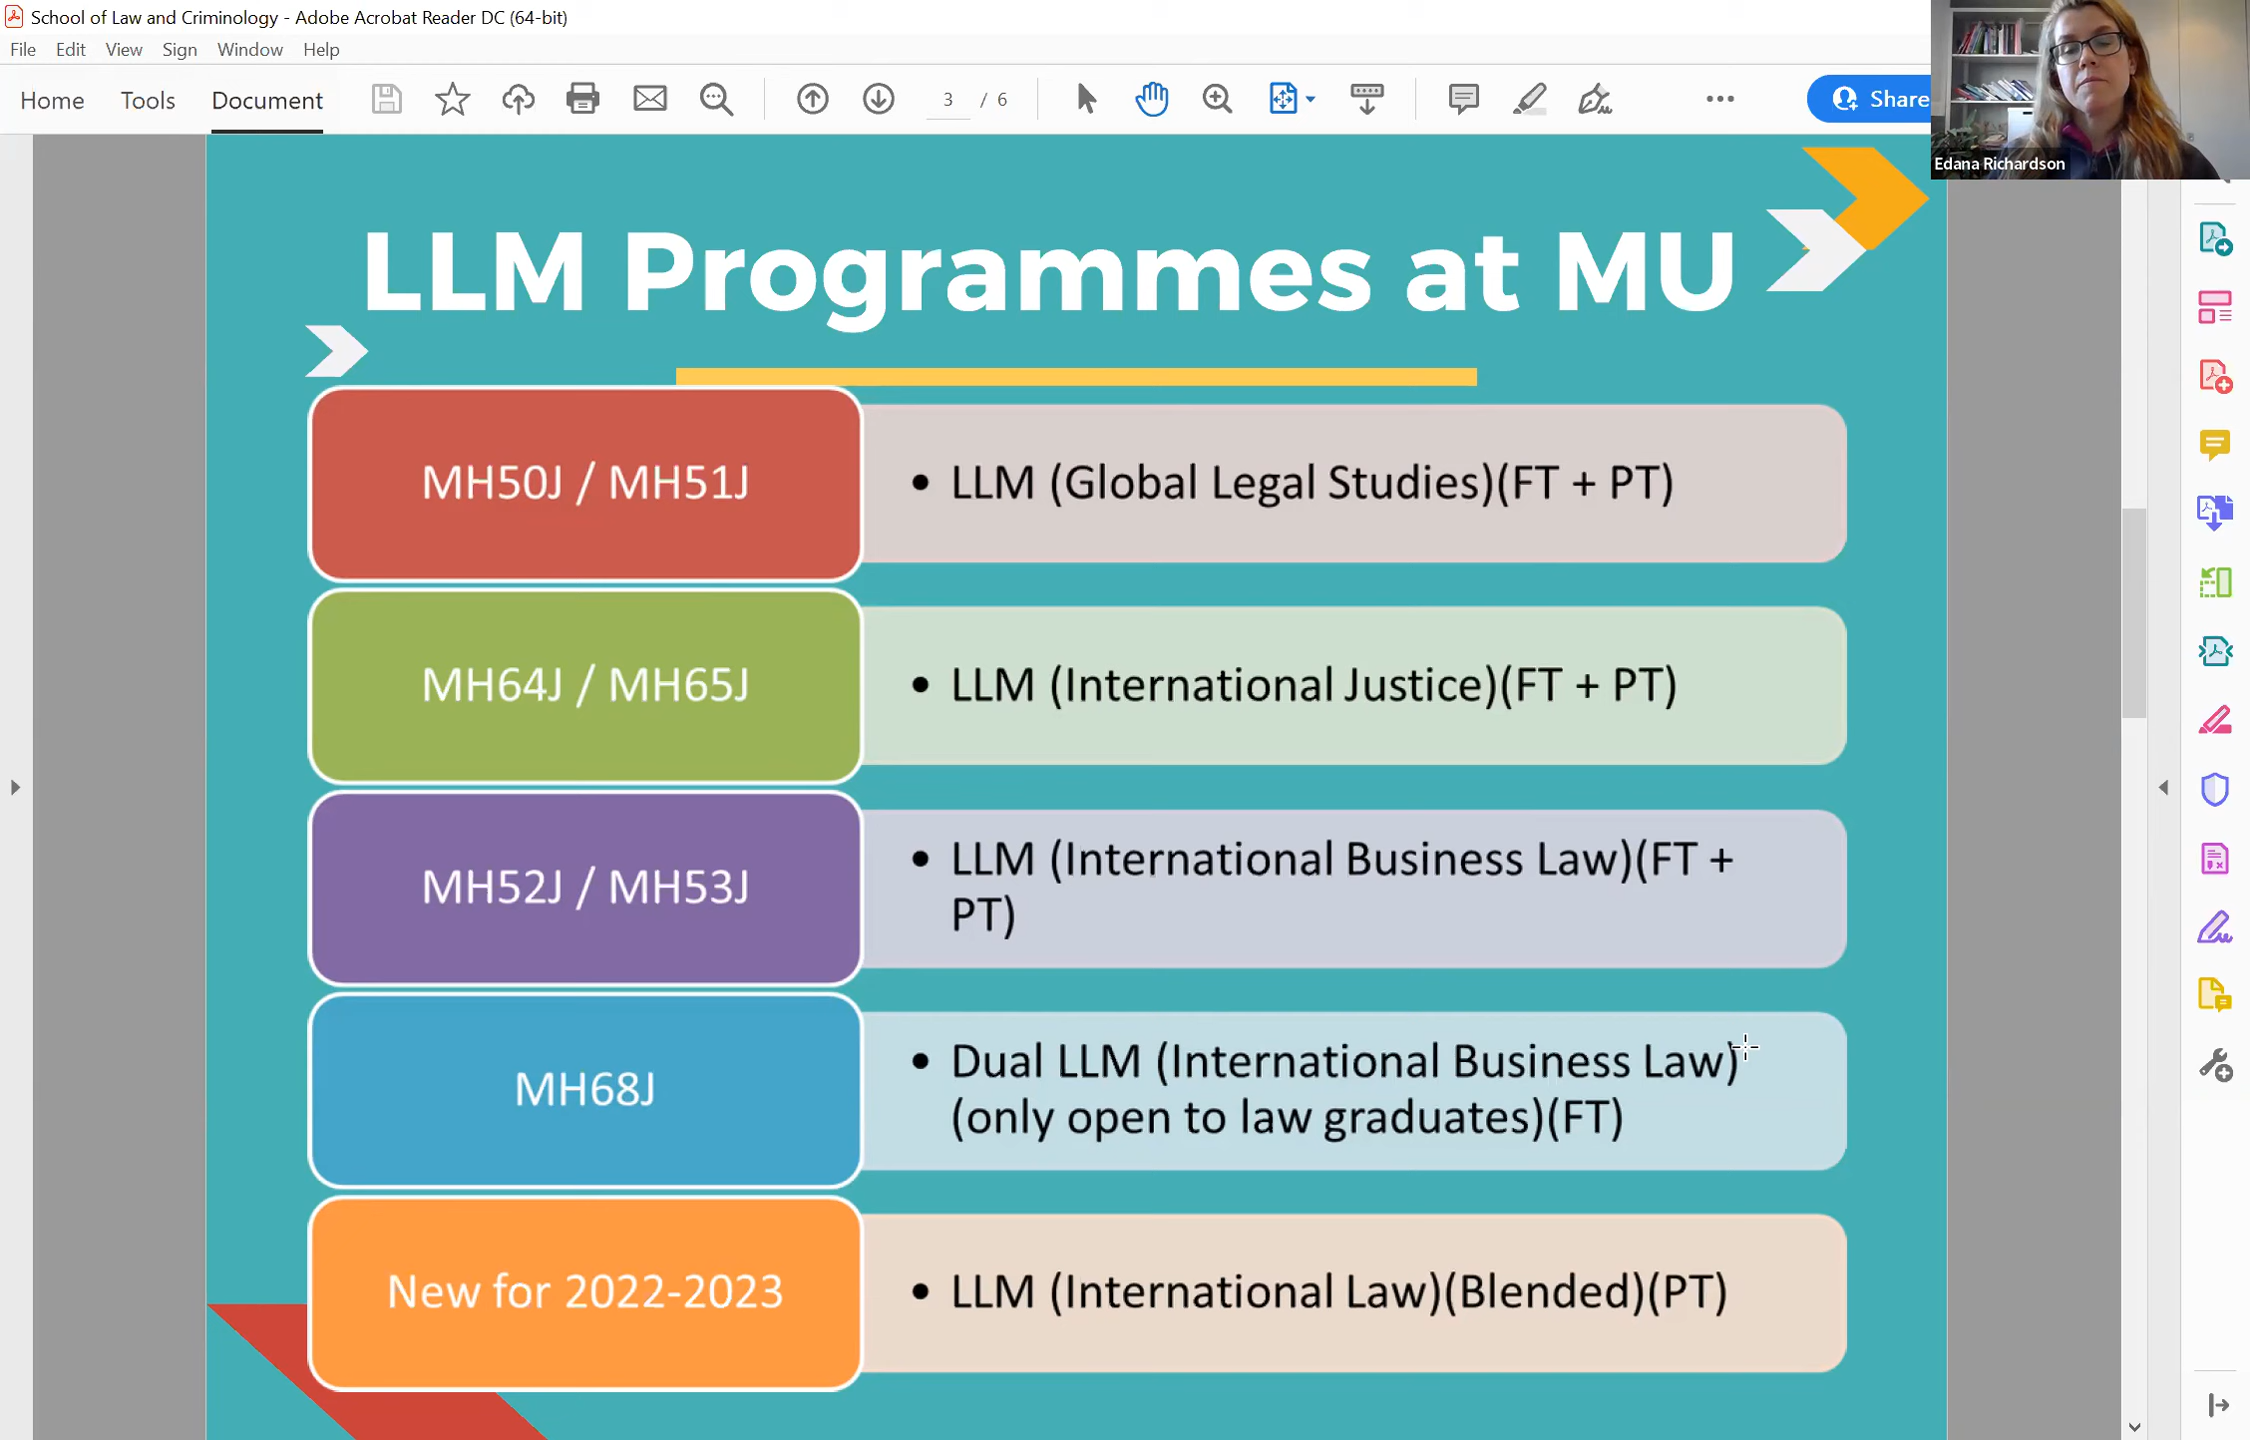 School of Law and Criminology - Adobe Acrobat Reader DC (64-bit)
File Edit View Sign Window Help
Home Tools Document 3 / 6 Share
Edana Richardson
LLM Programmes at MU
MH50J / MH51J
• LLM (Global Legal Studies)(FT + PT)
MH64J / MH65J
• LLM (International Justice)(FT + PT)
MH52J / MH53J
• LLM (International Business Law)(FT +
PT)
MH68J
• Dual LLM (International Business Law)
(only open to law graduates)(FT)
New for 2022-2023
• LLM (International Law)(Blended)(PT)